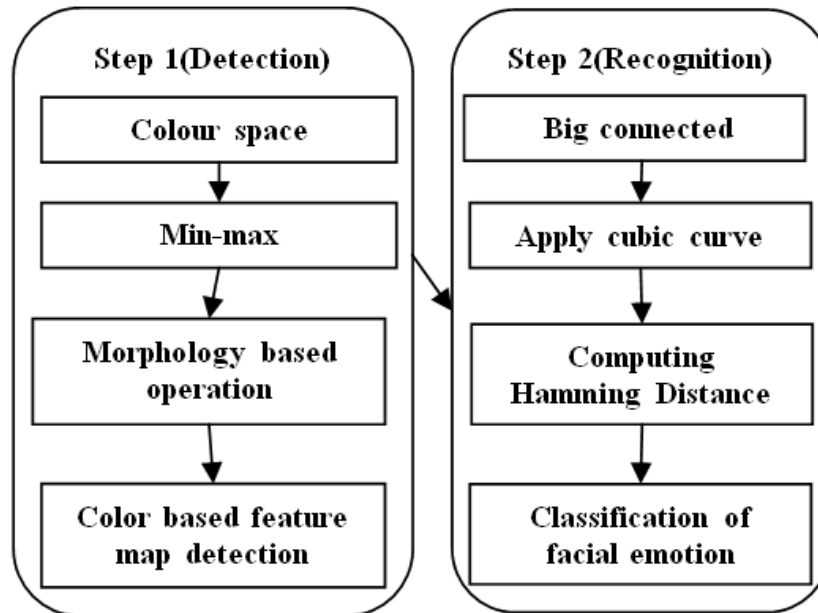 Step 1(Detection)
Colour space
Min-max
Morphology based
operation
Color based feature
map detection
Step 2(Recognition)
Big connected
Apply cubic curve
Computing
Hamming Distance
Classification of
facial emotion